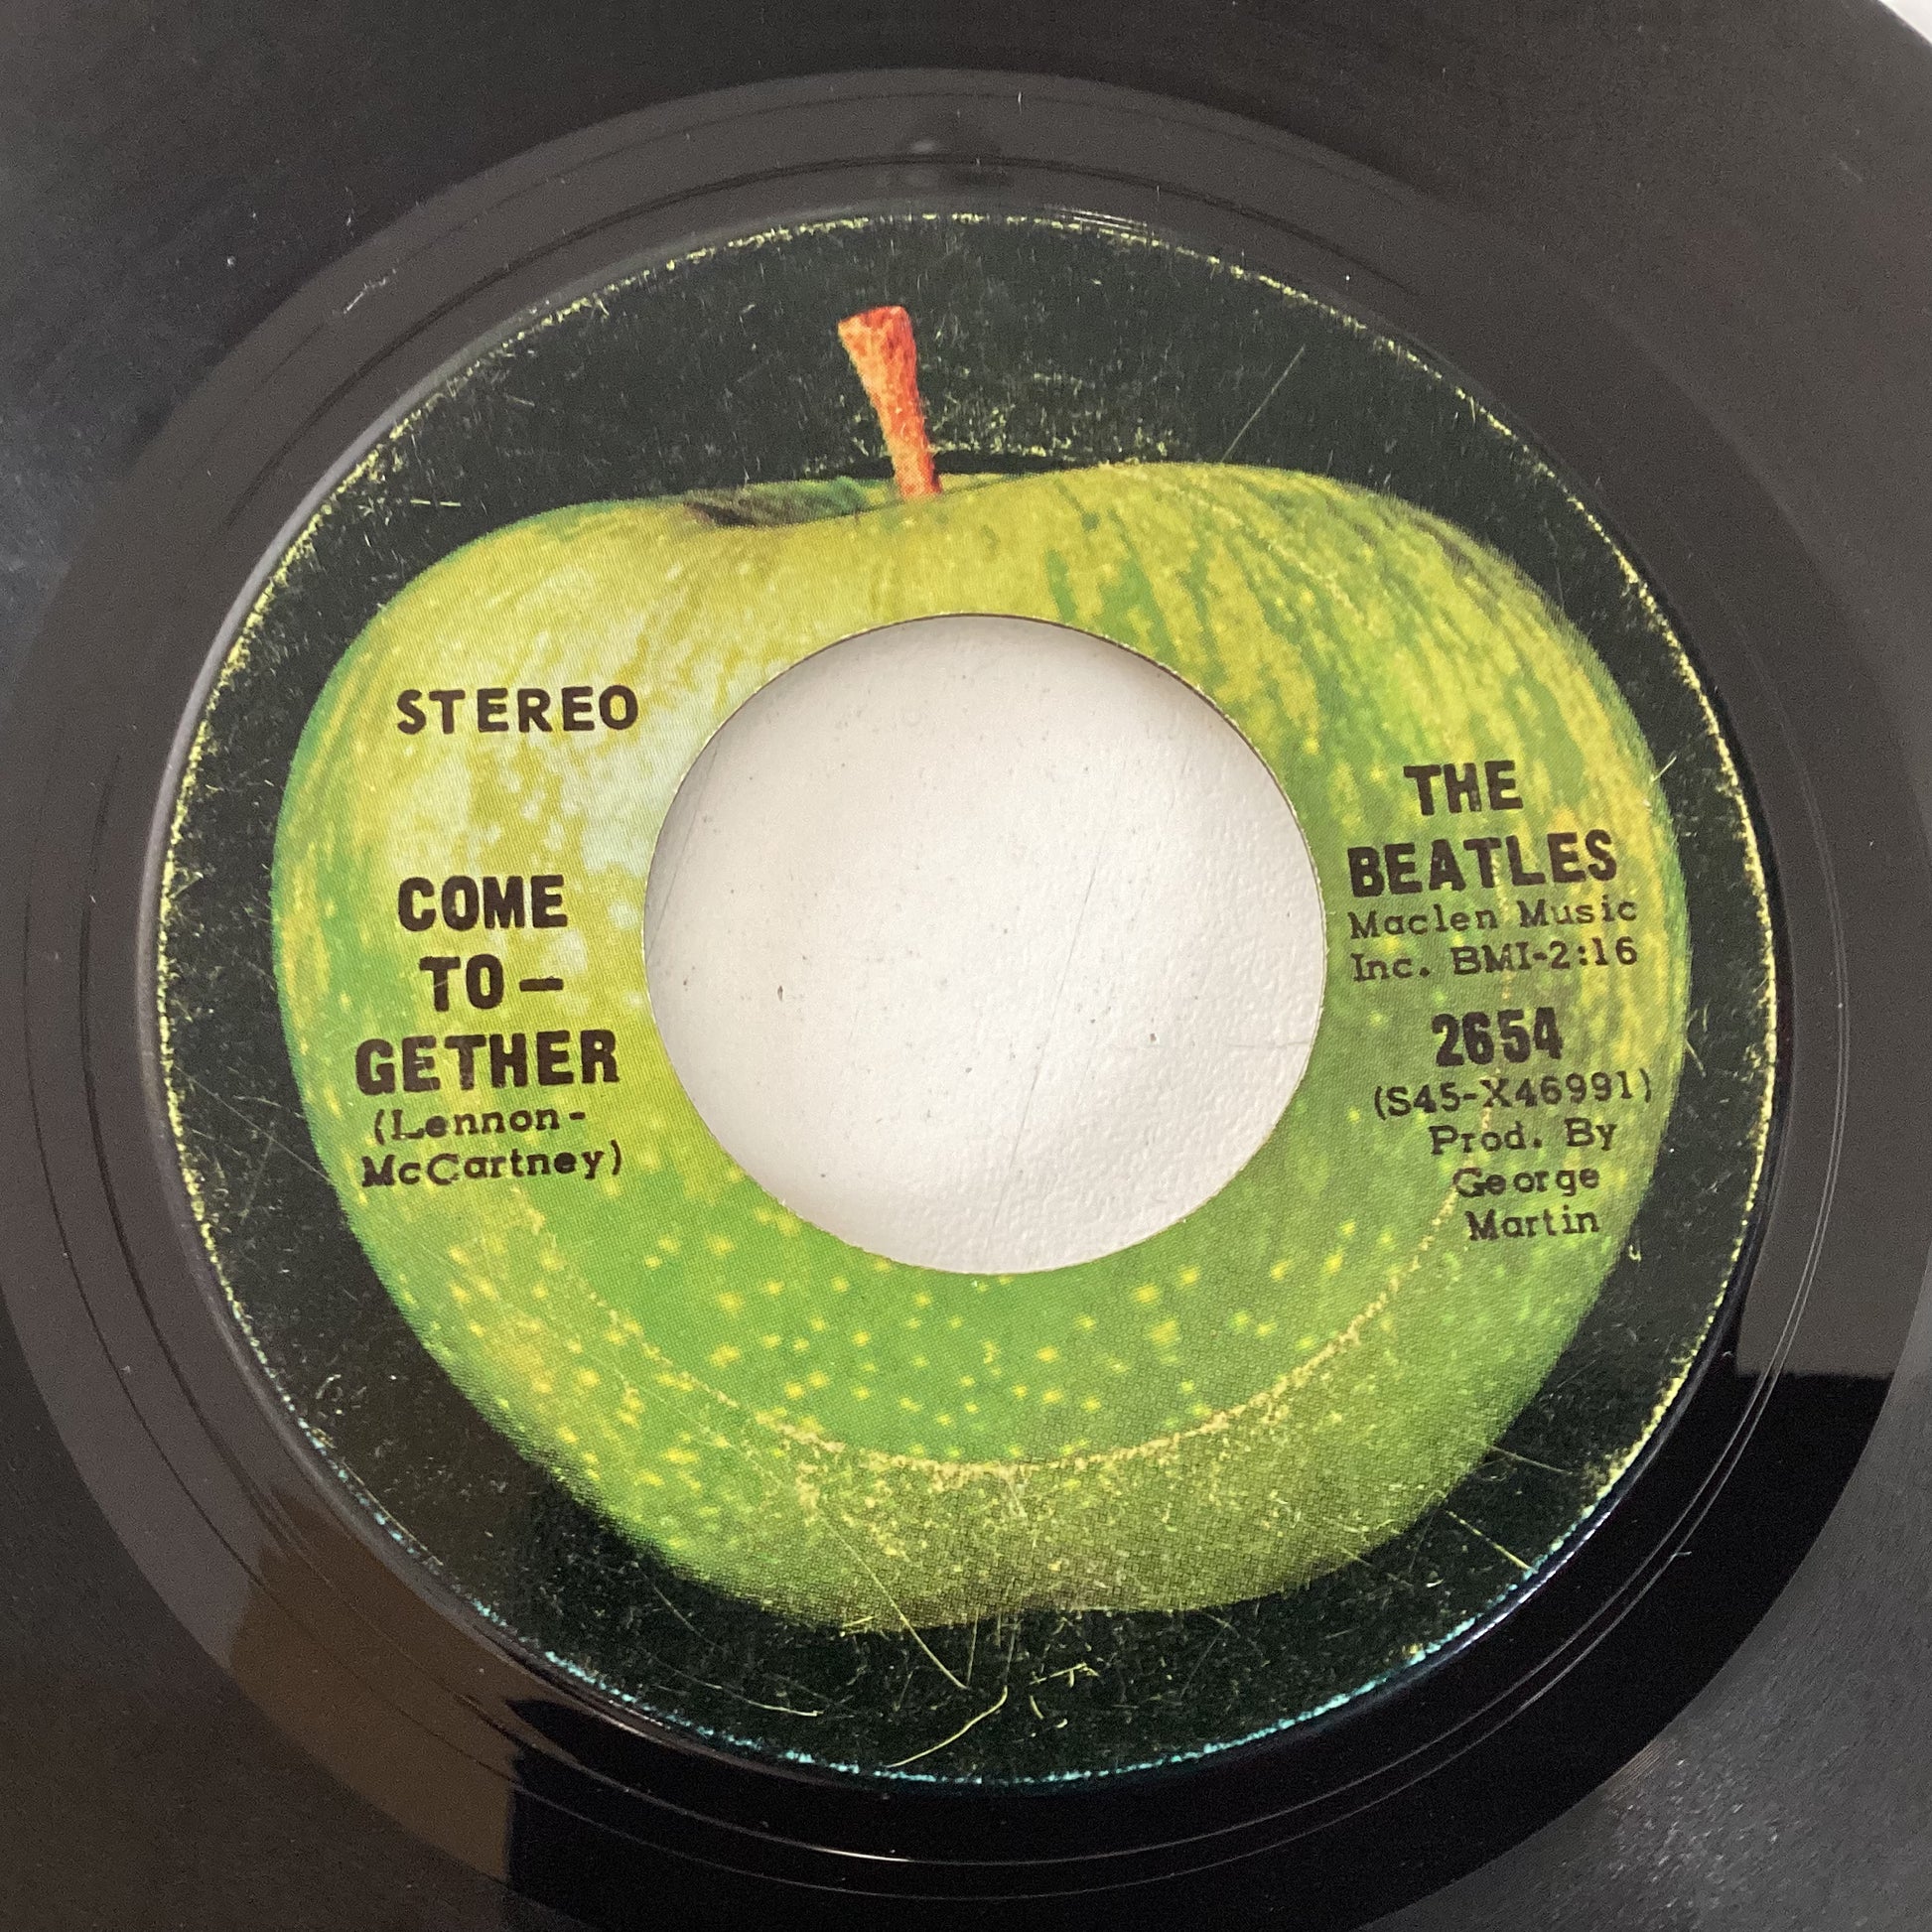 STEREO
COME
TO-
GETHER
(Lennon-
McCartney)
THE
BEATLES
Maclen Music
Inc. BMI-2:16
2654
(S45-X46991)
Prod. By
George
Martin